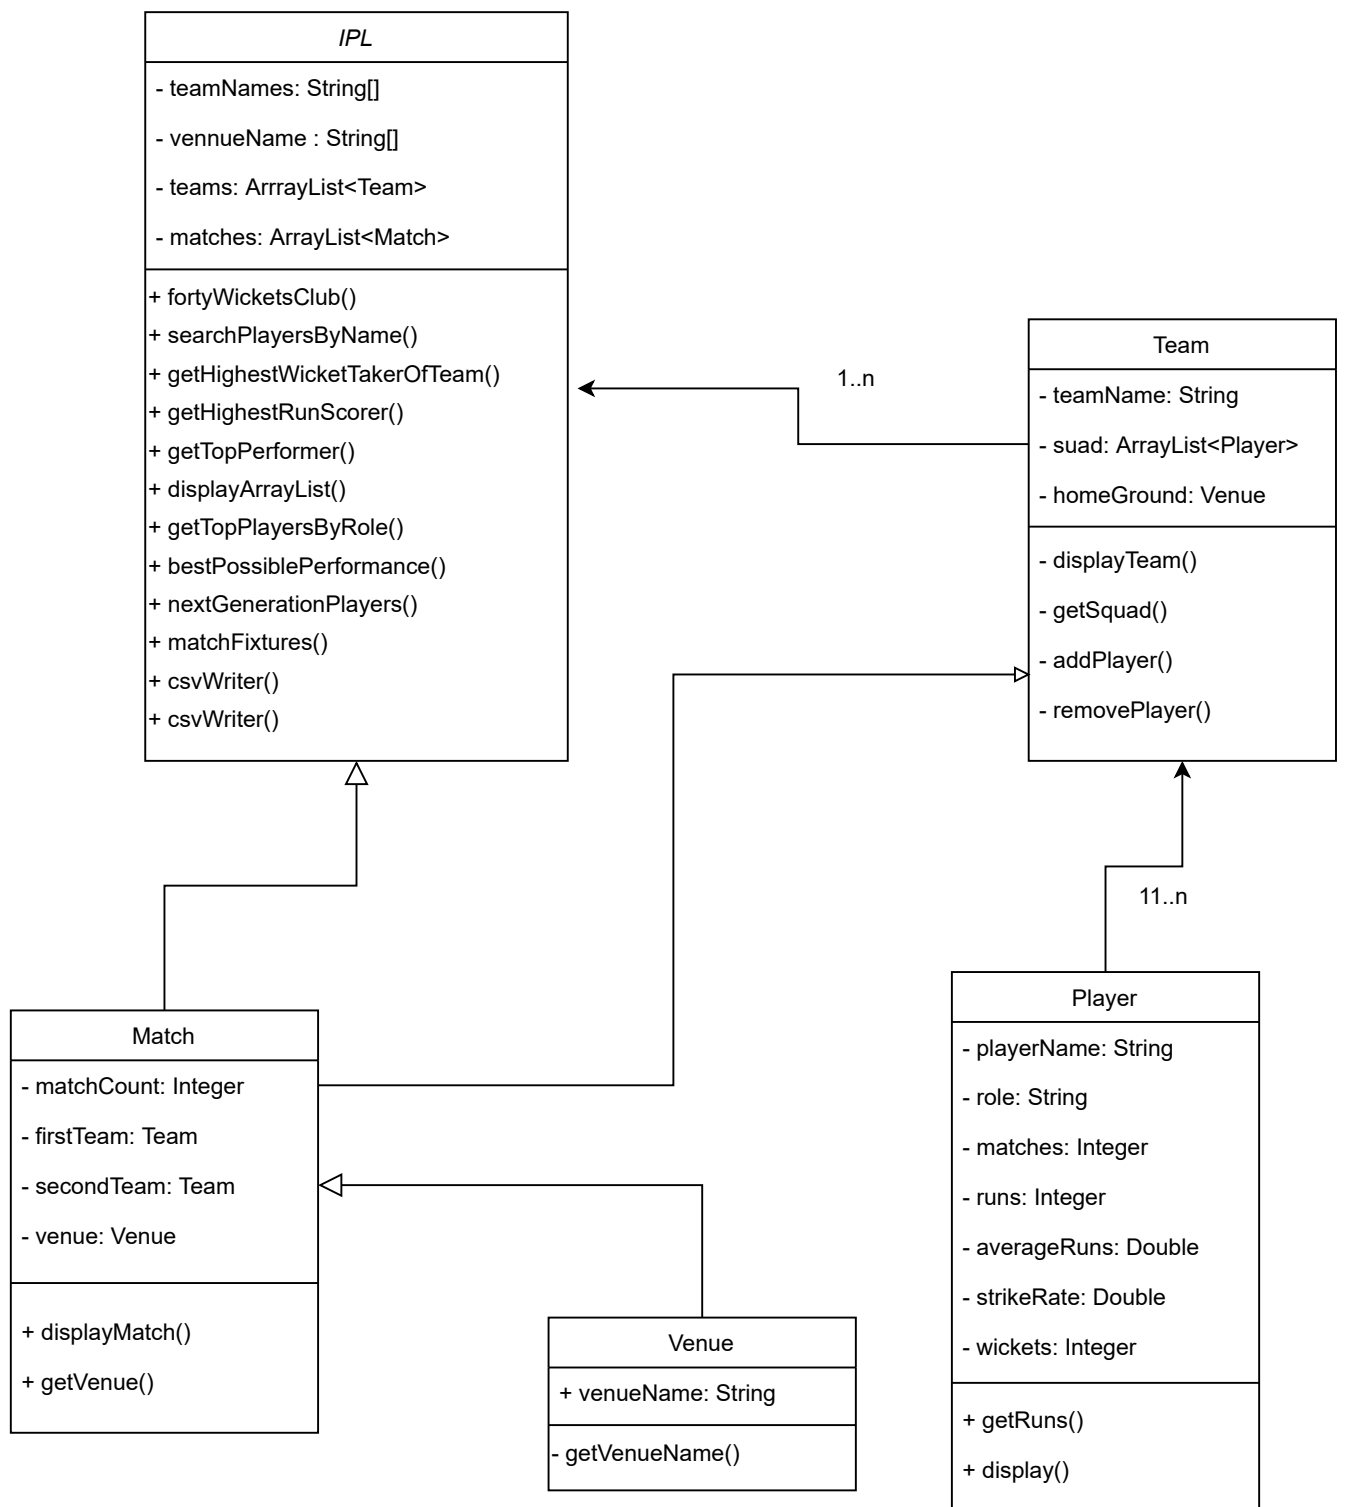 IPL
- teamNames: String[]
- vennueName : String[]
- teams: ArrrayList<Team>
- matches: ArrayList<Match>
+ fortyWicketsClub()
+ searchPlayersByName()
+ getHighestWicketTakerOfTeam()
+ getHighestRunScorer()
+ getTopPerformer()
+ displayArrayList()
+ getTopPlayersByRole()
+ bestPossiblePerformance()
+ nextGenerationPlayers()
+ matchFixtures()
+ csvWriter()
+ csvWriter()
1..n
Team
- teamName: String
- suad: ArrayList<Player>
- homeGround: Venue
- displayTeam()
- getSquad()
- addPlayer()
- removePlayer()
11..n
Match
- matchCount: Integer
- firstTeam: Team
- secondTeam: Team
- venue: Venue
+ displayMatch()
+ getVenue()
Venue
+ venueName: String
- getVenueName()
Player
- playerName: String
- role: String
- matches: Integer
- runs: Integer
- averageRuns: Double
- strikeRate: Double
- wickets: Integer
+ getRuns()
+ display()